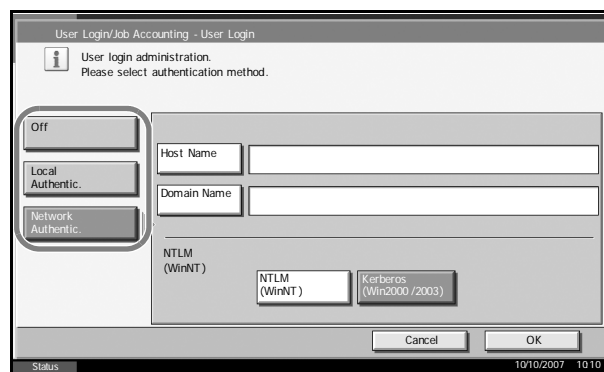 User Login/Job Accounting - User Login
User login administration.
Please select authentication method.
Off
Local
Authentic.
Network
Authentic.
Host Name
Domain Name
NTLM
(WinNT)
NTLM
(WinNT)
Kerberos
(Win2000/2003)
Cancel
OK
Status
10/10/2007 10:10